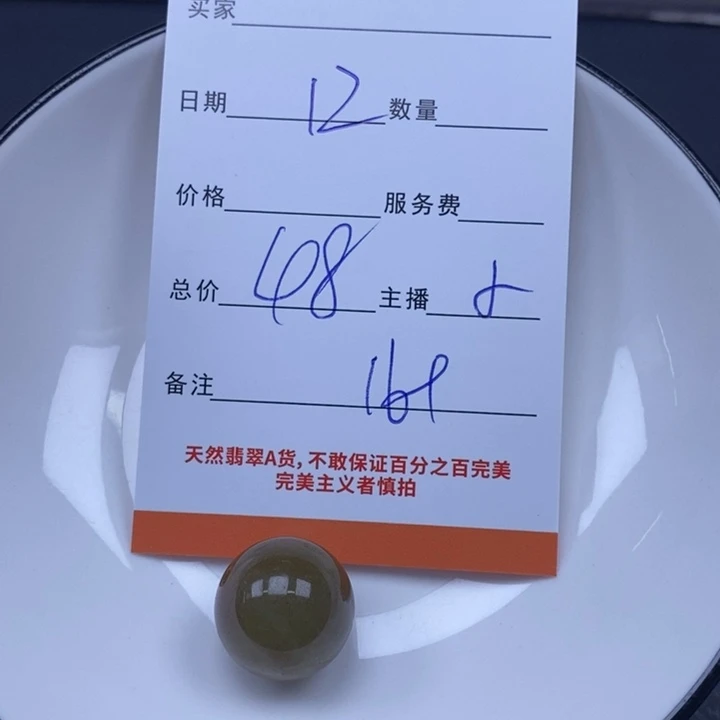 买家
日期 12 数量
价格 服务费
总价 48 主播
备注
天然翡翠A货,不敢保证百分之百完美
完美主义者慎拍